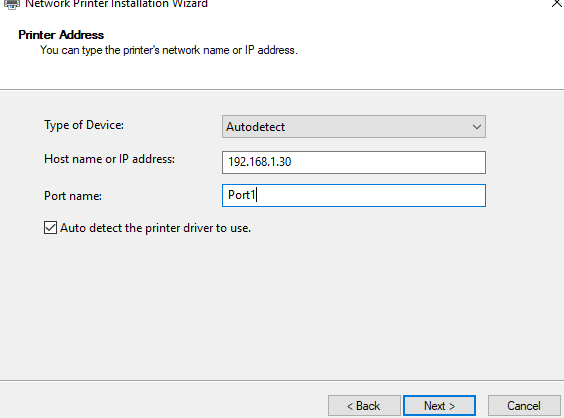 Network Printer Installation Wizard
Printer Address
You can type the printer's network name or IP address.
Type of Device: Autodetect
Host name or IP address: 192.168.1.30
Port name: Port1
Auto detect the printer driver to use.
< Back Next > Cancel